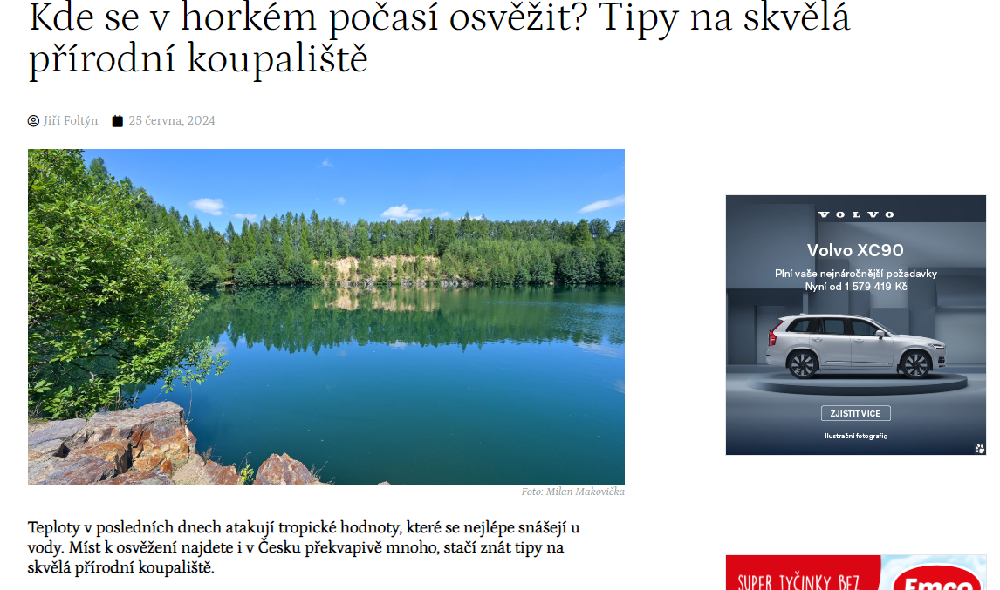 Kde se v horkém počasí osvěžit? Tipy na skvělá
přírodní koupaliště
Jiří Foltýn 25 června, 2024
Foto: Milan Makovička
Teploty v posledních dnech atakují tropické hodnoty, které se nejlépe snášejí u
vody. Míst k osvěžení najdete i v Česku překvapivě mnoho, stačí znát tipy na
skvělá přírodní koupaliště.
VOLVO
Volvo XC90
Plní vaše nejnáročnější požadavky
Nyní od 1 579 419 Kč
ZJISTIT VÍCE
Ilustrační fotografie
SUPER TYČINKY BEZ
Emco